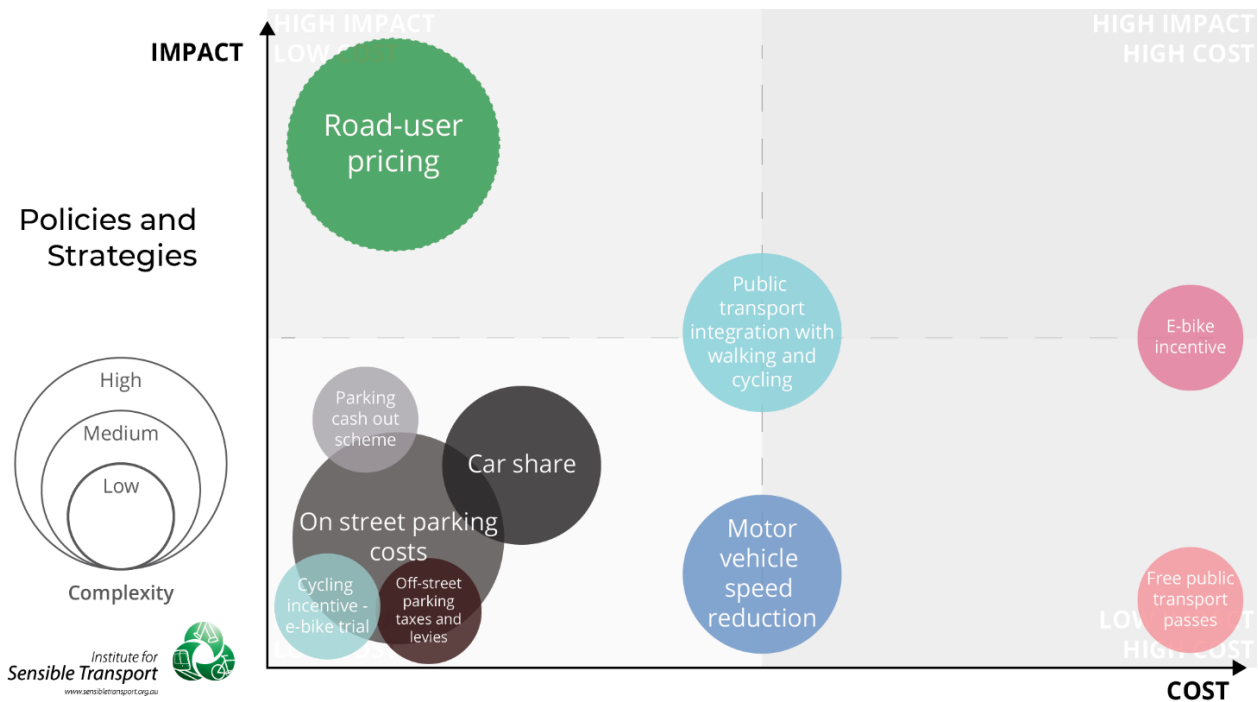 IMPACT
HIGH IMPACT
LOW COST
HIGH IMPACT
HIGH COST
Road-user
pricing
Policies and
Strategies
Public
transport
integration with
walking and
cycling
E-bike
incentive
High
Medium
Low
Complexity
Parking
cash out
scheme
Car share
On street parking
costs
Cycling
incentive -
e-bike trial
Off-street
parking
taxes and
levies
Motor
vehicle
speed
reduction
Free public
transport
passes
HIGH COST
Institute for
Sensible Transport
www.sensibletransport.org.au
COST